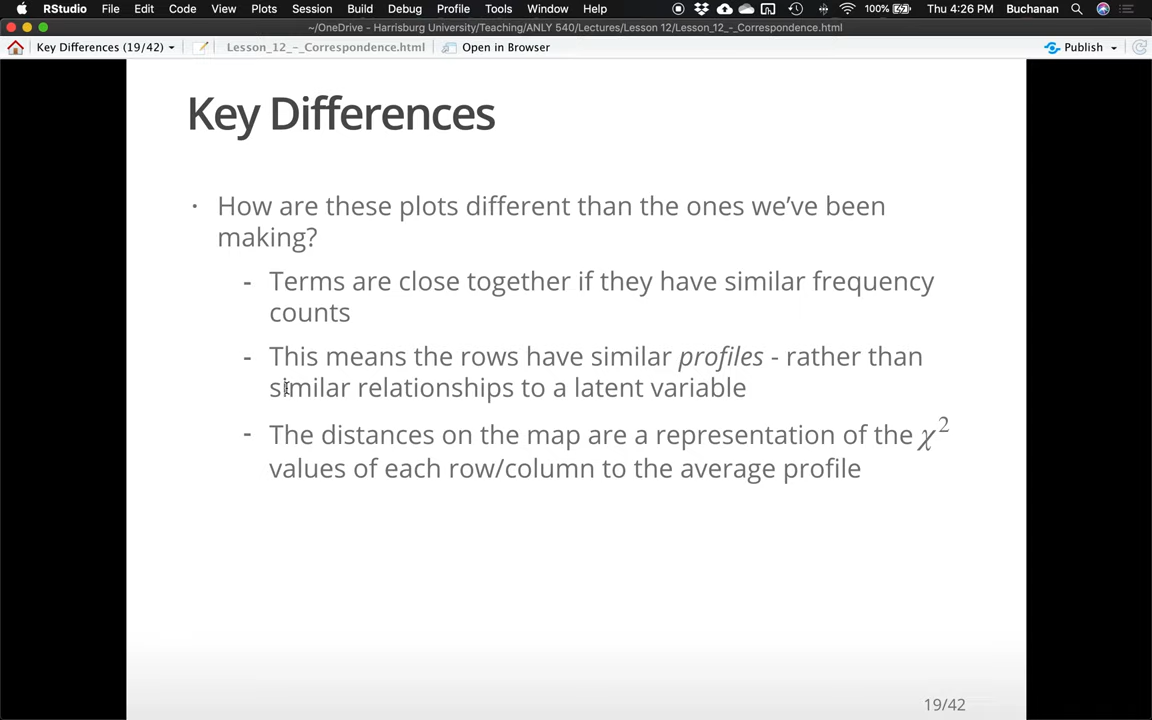 RStudio File Edit Code View Plots Session Build Debug Profile Tools Window Help 100% Thu 4:26 PM Buchanan
~/OneDrive - Harrisburg University/Teaching/ANLY 540/Lectures/Lesson 12/Lesson_12_-_Correspondence.html
Key Differences (19/42) Lesson_12_-_Correspondence.html Open in Browser Publish
Key Differences
· How are these plots different than the ones we've been
making?
- Terms are close together if they have similar frequency
counts
- This means the rows have similar profiles - rather than
similar relationships to a latent variable
- The distances on the map are a representation of the χ²
values of each row/column to the average profile
19/42